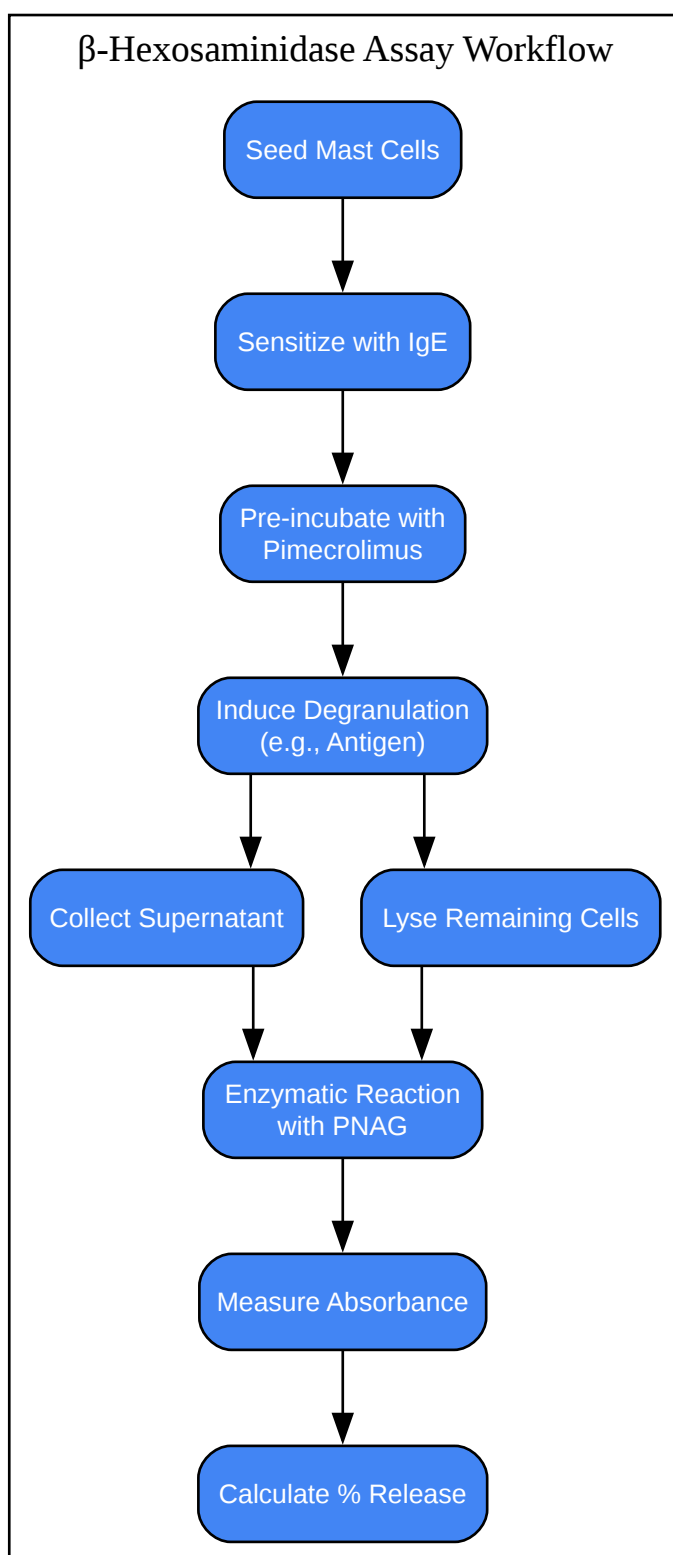 β-Hexosaminidase Assay Workflow
Seed Mast Cells
Sensitize with IgE
Pre-incubate with
Pimecrolimus
Induce Degranulation
(e.g., Antigen)
Collect Supernatant
Lyse Remaining Cells
Enzymatic Reaction
with PNAG
Measure Absorbance
Calculate % Release